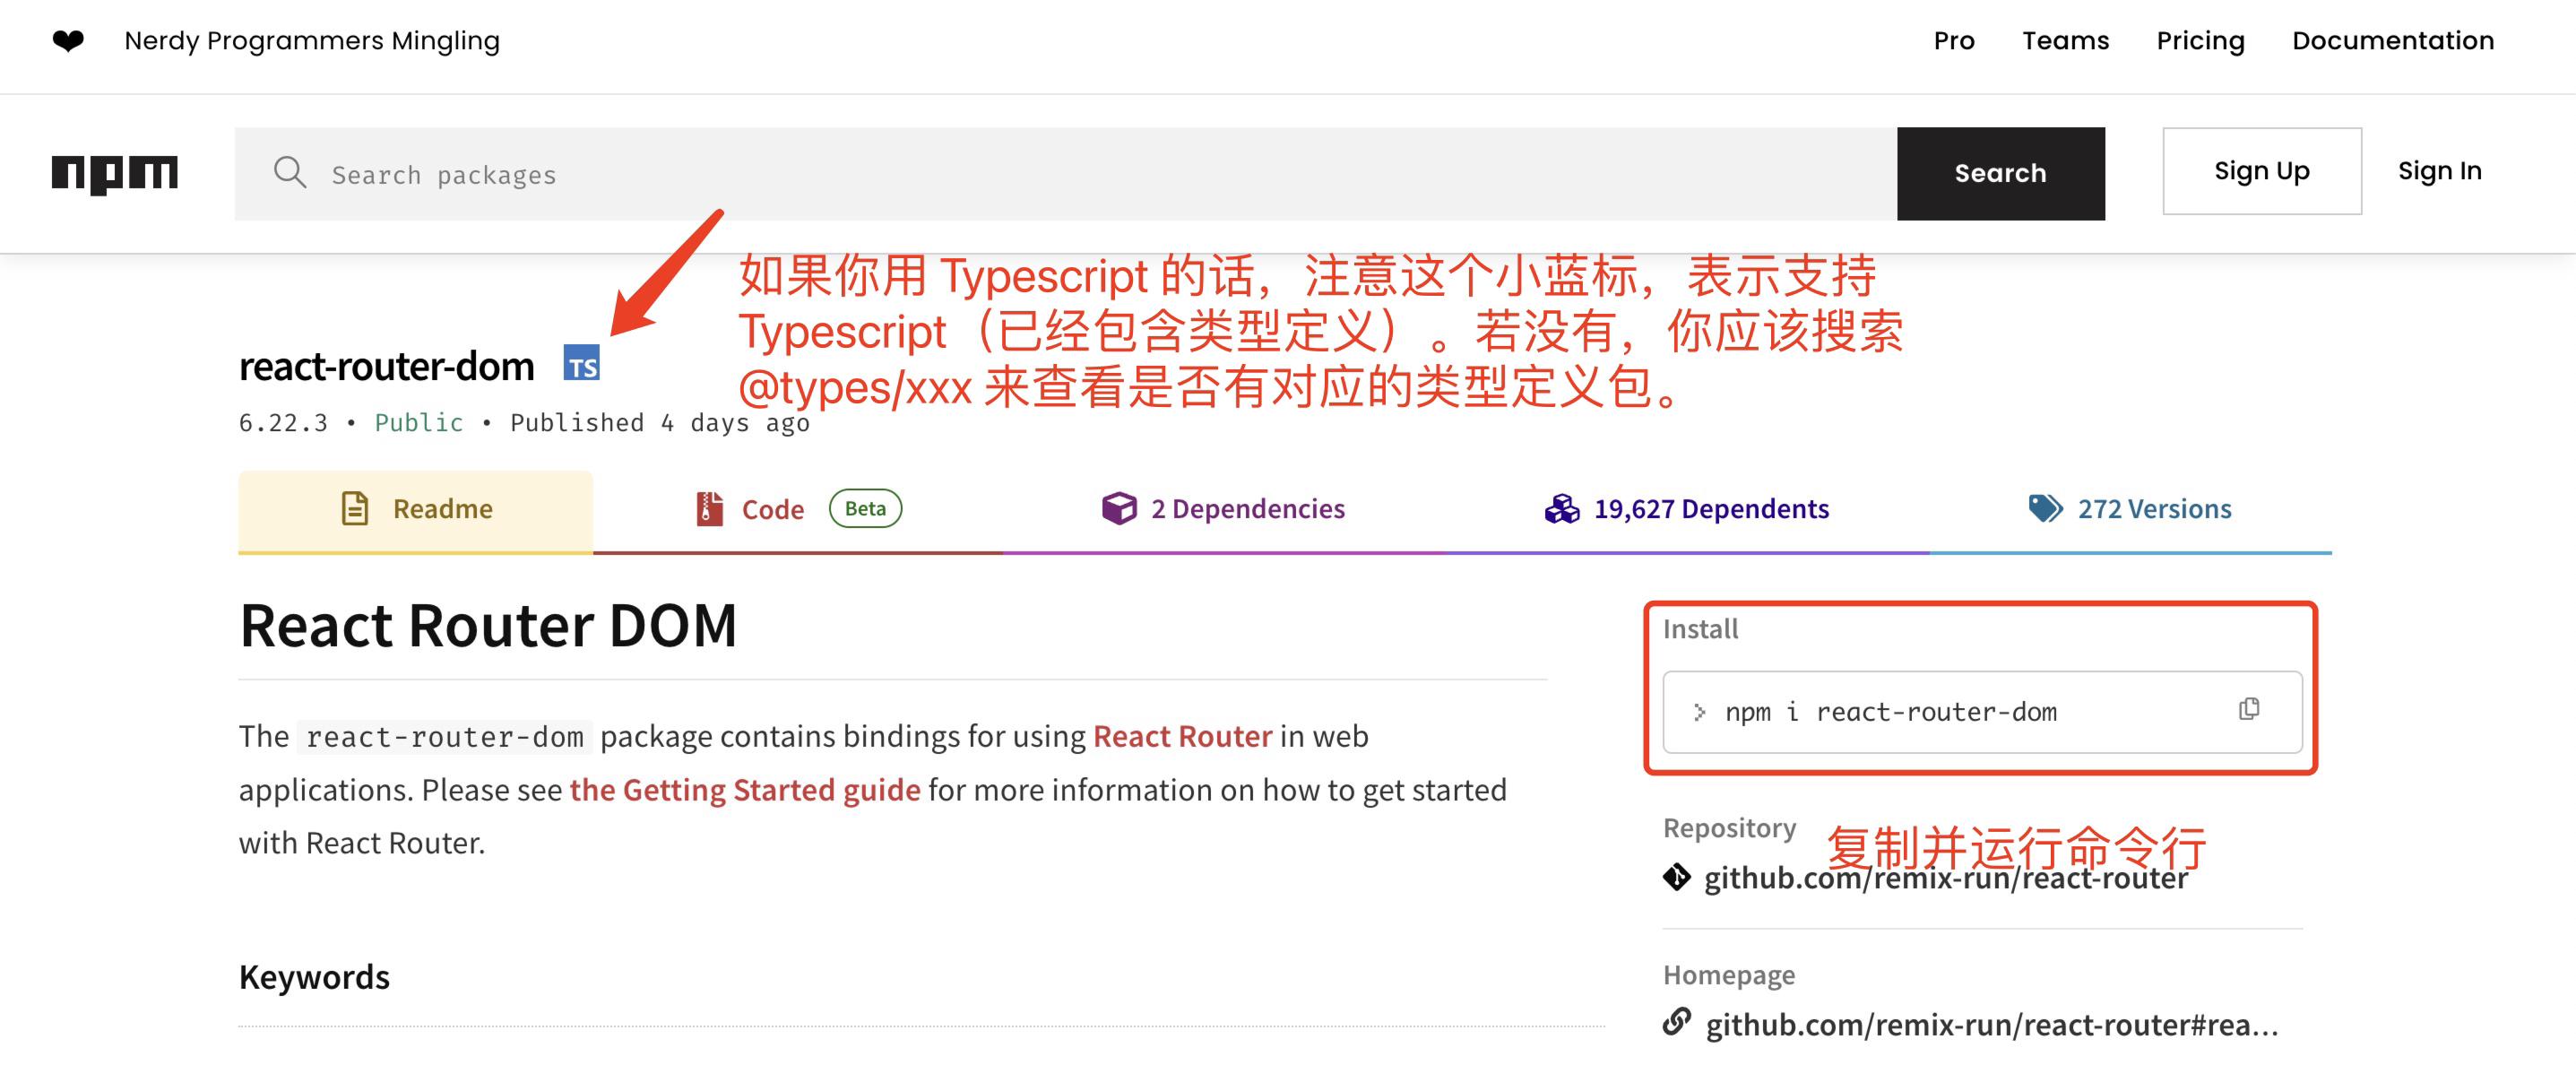 ❤ Nerdy Programmers Mingling
Pro Teams Pricing Documentation
npm
Search packages
Search
Sign Up
Sign In
如果你用 Typescript 的话，注意这个小蓝标，表示支持
Typescript（已经包含类型定义）。若没有，你应该搜索
@types/xxx 来查看是否有对应的类型定义包。
react-router-dom TS
6.22.3 • Public • Published 4 days ago
Readme
Code Beta
2 Dependencies
19,627 Dependents
272 Versions
React Router DOM
The react-router-dom package contains bindings for using React Router in web
applications. Please see the Getting Started guide for more information on how to get started
with React Router.
Keywords
Install
npm i react-router-dom
复制并运行命令行
Repository
github.com/remix-run/react-router
Homepage
github.com/remix-run/react-router#rea...